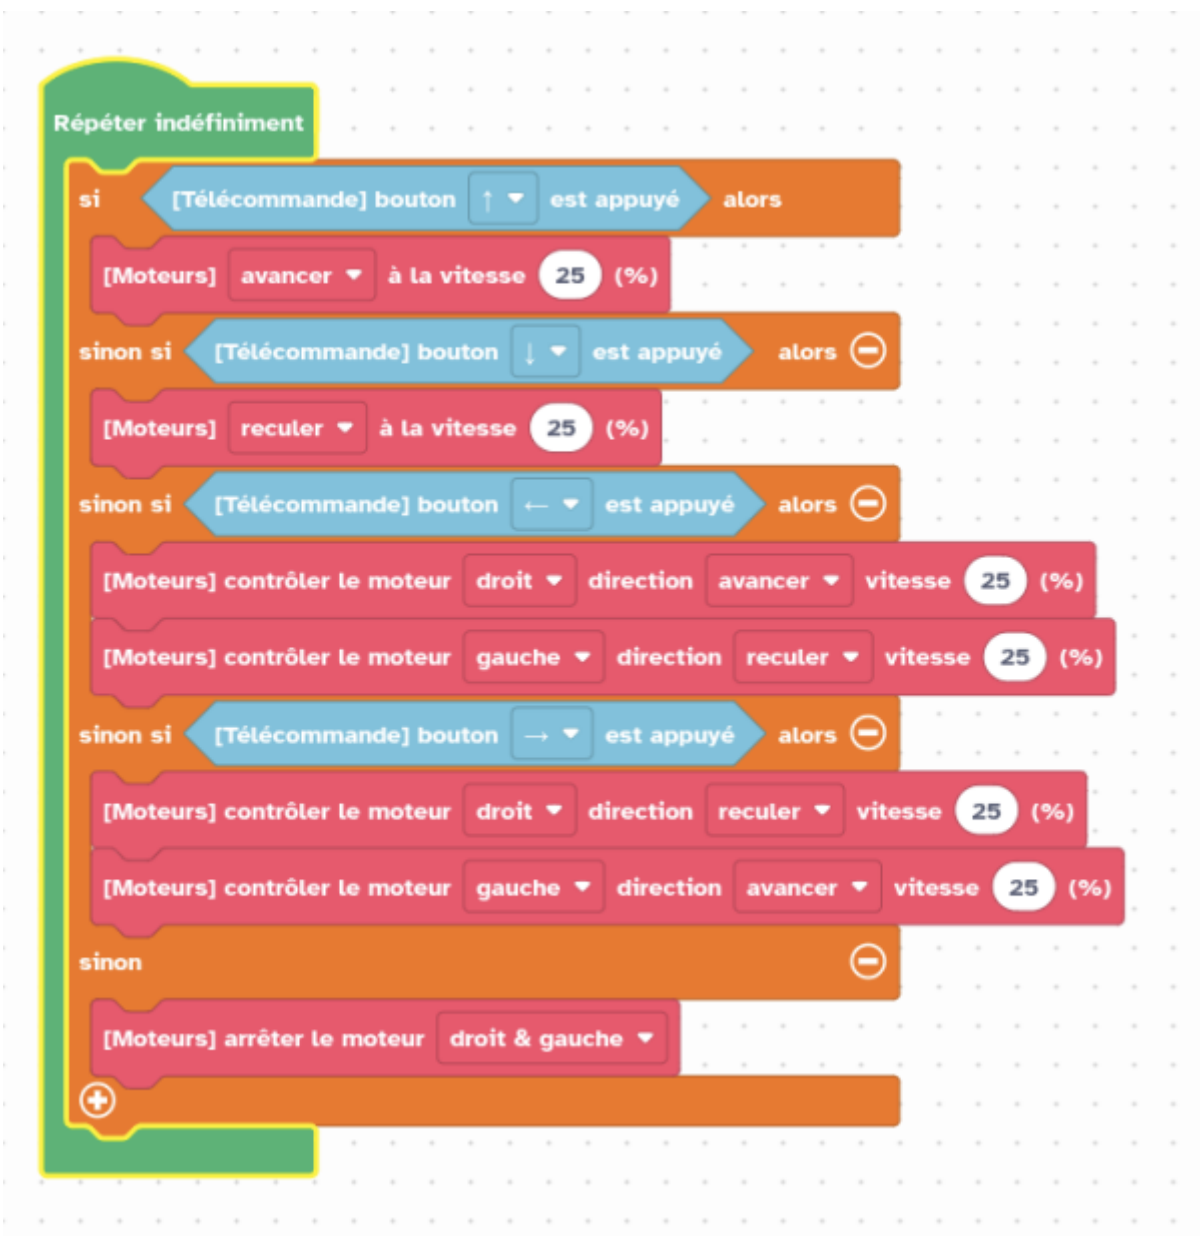 Répéter indéfiniment
si [Télécommande] bouton ↑ est appuyé alors
[Moteurs] avancer à la vitesse 25 (%)
sinon si [Télécommande] bouton ↓ est appuyé alors
[Moteurs] reculer à la vitesse 25 (%)
sinon si [Télécommande] bouton ← est appuyé alors
[Moteurs] contrôler le moteur droit direction avancer vitesse 25 (%)
[Moteurs] contrôler le moteur gauche direction reculer vitesse 25 (%)
sinon si [Télécommande] bouton → est appuyé alors
[Moteurs] contrôler le moteur droit direction reculer vitesse 25 (%)
[Moteurs] contrôler le moteur gauche direction avancer vitesse 25 (%)
sinon
[Moteurs] arrêter le moteur droit & gauche